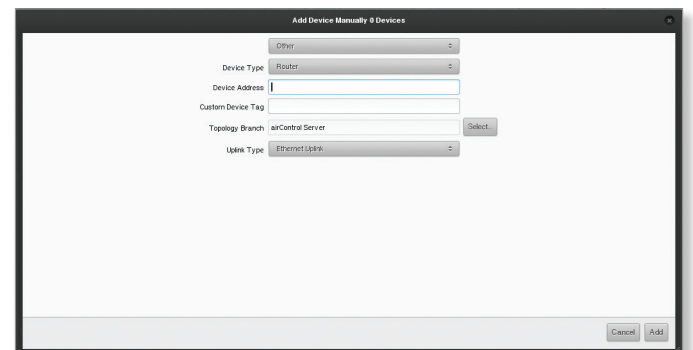 Add Device Manually 0 Devices
Other
Device Type Router
Device Address
Custom Device Tag
Topology Branch airControl Server Select...
Uplink Type Ethernet Uplink
Cancel Add